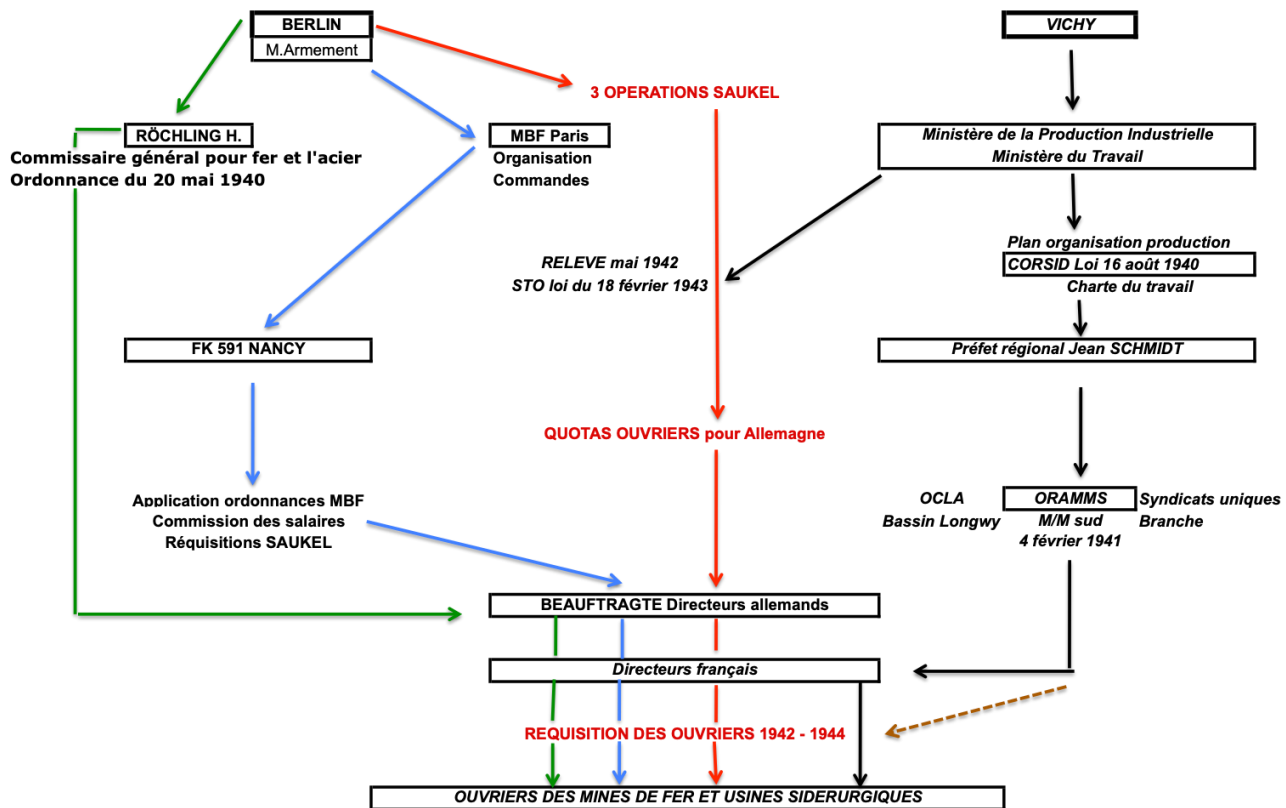 BERLIN
M.Armement
VICHY
3 OPERATIONS SAUKEL
RÖCHLING H.
Commissaire général pour fer et l'acier
Ordonnance du 20 mai 1940
MBF Paris
Organisation
Commandes
Ministère de la Production Industrielle
Ministère du Travail
RELEVE mai 1942
STO loi du 18 février 1943
Plan organisation production
CORSID Loi 16 août 1940
Charte du travail
FK 591 NANCY
Préfet régional Jean SCHMIDT
QUOTAS OUVRIERS pour Allemagne
Application ordonnances MBF
Commission des salaires
Réquisitions SAUKEL
OCLA
Bassin Longwy
ORAMMS
M/M sud
4 février 1941
Syndicats uniques
Branche
BEAUFTRAGTE Directeurs allemands
Directeurs français
REQUISITION DES OUVRIERS 1942 - 1944
OUVRIERS DES MINES DE FER ET USINES SIDERURGIQUES